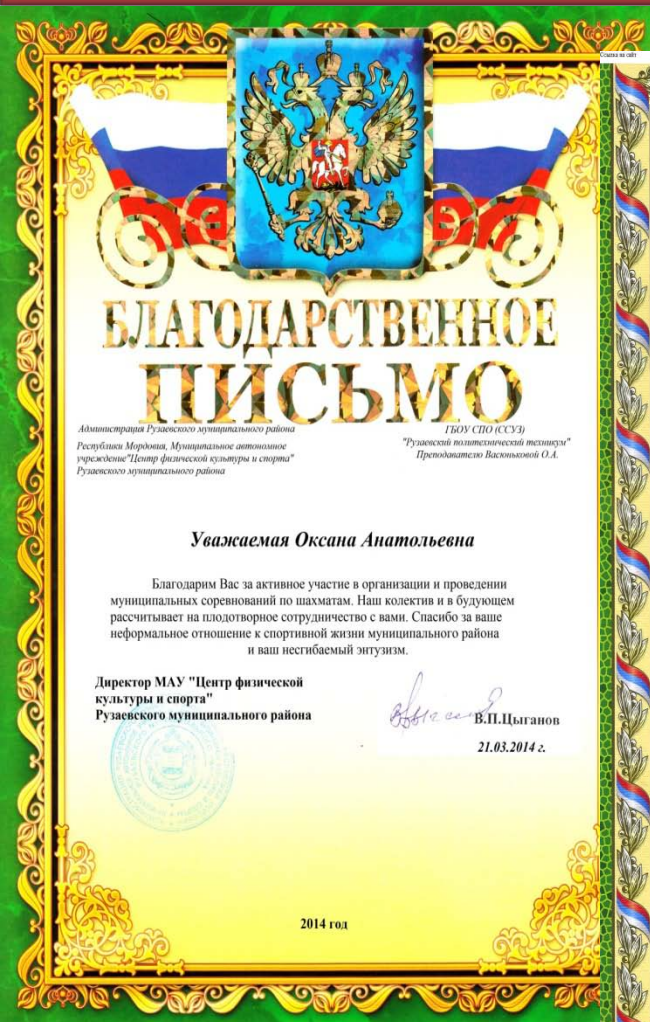 Ссылка на сайт
БЛАГОДАРСТВЕННОЕ
ПИСЬМО
Администрация Рузаевского муниципального района
Республики Мордовия, Муниципальное автономное
учреждение"Центр физической культуры и спорта"
Рузаевского муниципального района
ГБОУ СПО (ССУЗ)
"Рузаевский политехнический техникум"
Преподавателю Васюньковой О.А.
Уважаемая Оксана Анатольевна
Благодарим Вас за активное участие в организации и проведении
муниципальных соревнований по шахматам. Наш колектив и в будующем
рассчитывает на плодотворное сотрудничество с вами. Спасибо за ваше
неформальное отношение к спортивной жизни муниципального района
и ваш несгибаемый энтузизм.
Директор МАУ "Центр физической
культуры и спорта"
Рузаевского муниципального района
В.П.Цыганов
21.03.2014 г.
2014 год